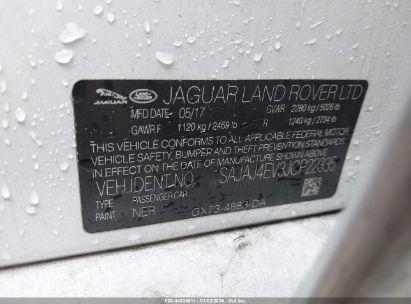 JAGUAR LAND ROVER JAGUAR LAND ROVER LTD
MFD DATE 05/17 GVWR 2280 kg / 5026 lb
GAWR F 1120 kg / 2469 lb R 1240 kg / 2734 lb
THIS VEHICLE CONFORMS TO ALL APPLICABLE FEDERAL MOTOR
VEHICLE SAFETY, BUMPER AND THEFT PREVENTION STANDARDS
IN EFFECT ON THE DATE OF MANUFACTURE SHOWN ABOVE.
VEH.IDENT.NO. SAJAJ4EV3JCP22335
TYPE PASSENGER CAR
PAINT NER GX73-4883-DA